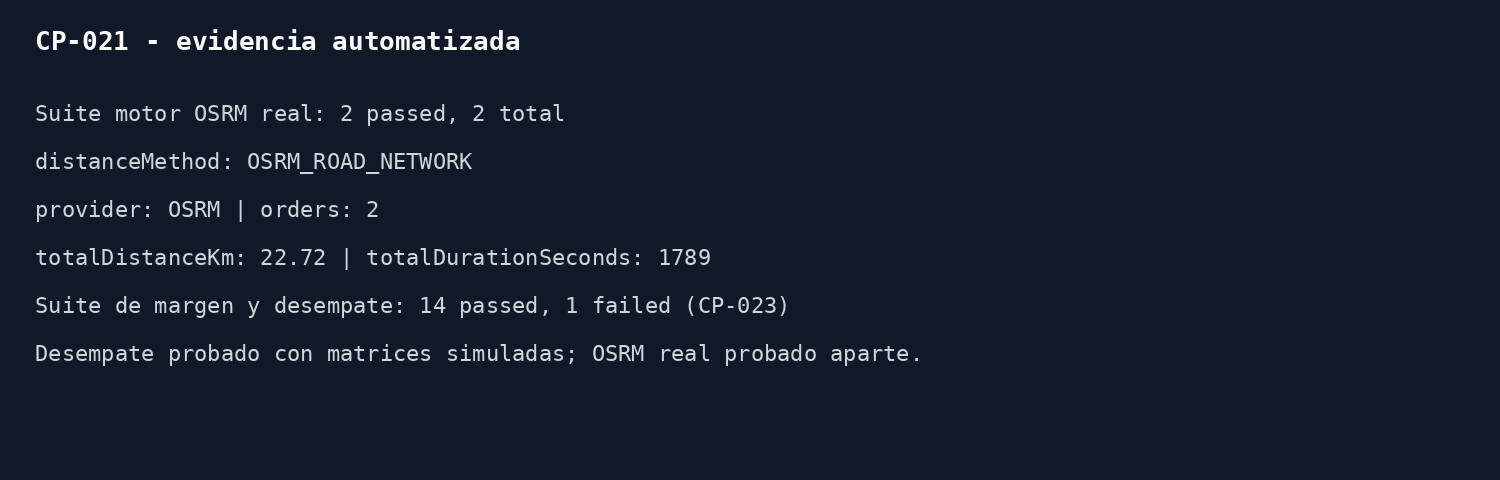 CP-021 - evidencia automatizada
Suite motor OSRM real: 2 passed, 2 total
distanceMethod: OSRM_ROAD_NETWORK
provider: OSRM | orders: 2
totalDistanceKm: 22.72 | totalDurationSeconds: 1789
Suite de margen y desempate: 14 passed, 1 failed (CP-023)
Desempate probado con matrices simuladas; OSRM real probado aparte.